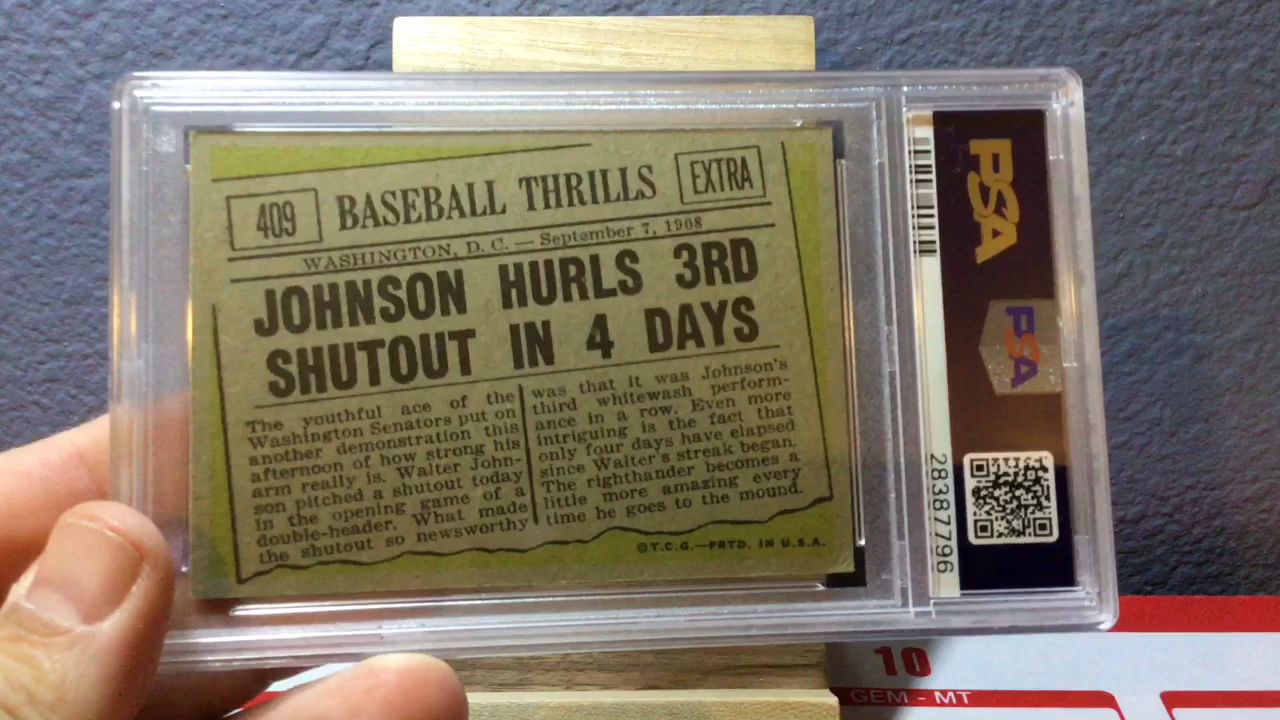 409
BASEBALL THRILLS
EXTRA
WASHINGTON, D. C. — September 7, 1908
JOHNSON HURLS 3RD
SHUTOUT IN 4 DAYS
The youthful ace of the
Washington Senators put on
another demonstration this
afternoon of how strong his
arm really is. Walter John-
son pitched a shutout today
in the opening game of a
double-header. What made
the shutout so newsworthy
was that it was Johnson's
third whitewash perform-
ance in a row. Even more
intriguing is the fact that
only four days have elapsed
since Walter's streak began.
The righthander becomes a
little more amazing every
time he goes to the mound.
©T.C.G.—PRTD. IN U.S.A.
PSA
PSA
28387796
10
GEM - MT